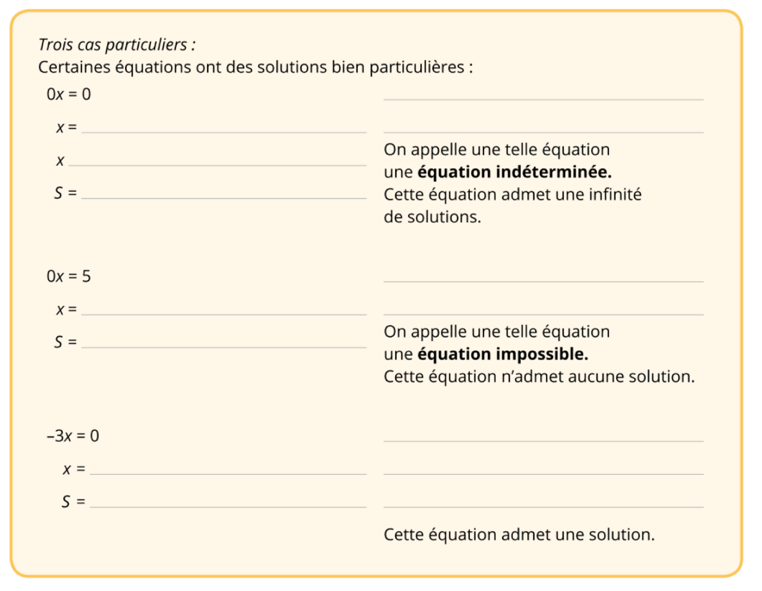 Trois cas particuliers :
Certaines équations ont des solutions bien particulières :
0x = 0
x =
x
S =
On appelle une telle équation
une équation indéterminée.
Cette équation admet une infinité
de solutions.
0x = 5
x =
S =
On appelle une telle équation
une équation impossible.
Cette équation n’admet aucune solution.
–3x = 0
x =
S =
Cette équation admet une solution.